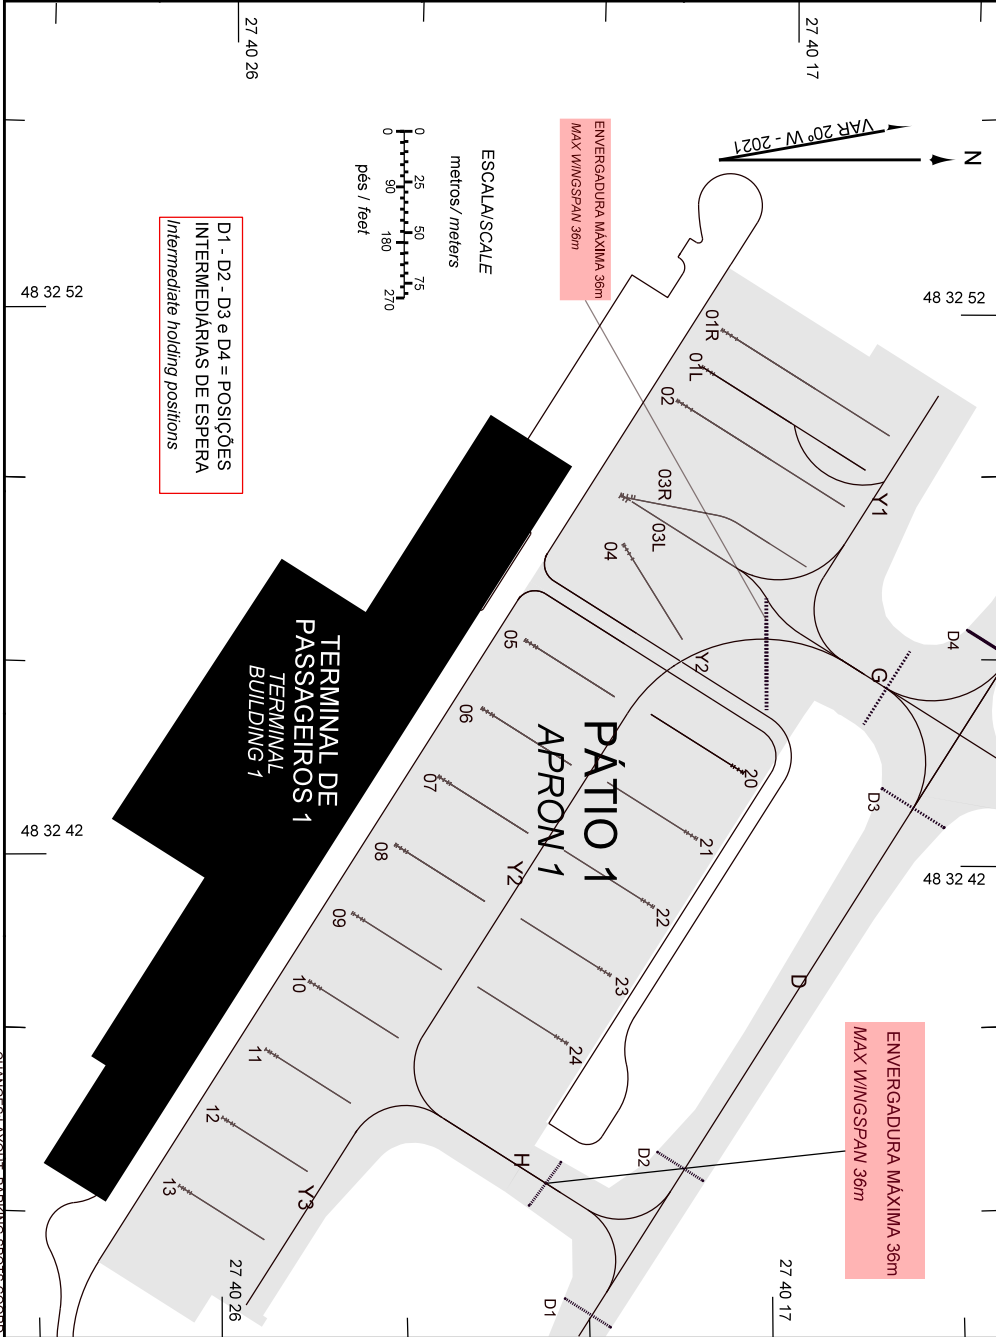 27 40 26
27 40 17
VAR 20º W - 2021
N
ENVERGADURA MÁXIMA 36m
MAX WINGSPAN 36m
ESCALA/SCALE
metros/meters
0 25 50 75
0 90 180 270
pés / feet
D1 - D2 - D3 e D4 = POSIÇÕES
INTERMEDIÁRIAS DE ESPERA
Intermediate holding positions
48 32 52
48 32 52
01R
01L
02
03R
03L
04
Y1
D4
G
Y2
05
06
07
08
09
10
11
12
13
20
21
22
23
24
D3
PÁTIO 1
APRON 1
Y2
TERMINAL DE
PASSAGEIROS 1
TERMINAL
BUILDING 1
48 32 42
48 32 42
D
ENVERGADURA MÁXIMA 36m
MAX WINGSPAN 36m
H
D2
D1
Y3
27 40 26
27 40 17